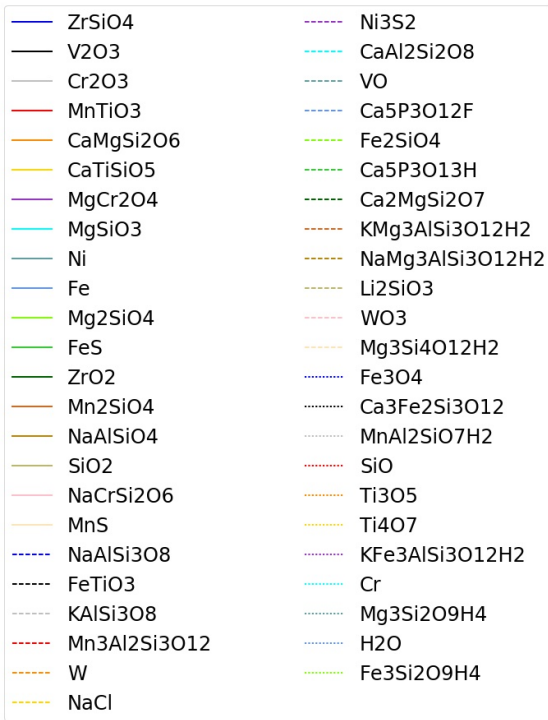 ZrSiO4
V2O3
Cr2O3
MnTiO3
CaMgSi2O6
CaTiSiO5
MgCr2O4
MgSiO3
Ni
Fe
Mg2SiO4
FeS
ZrO2
Mn2SiO4
NaAlSiO4
SiO2
NaCrSi2O6
MnS
NaAlSi3O8
FeTiO3
KAlSi3O8
Mn3Al2Si3O12
W
NaCl
Ni3S2
CaAl2Si2O8
VO
Ca5P3O12F
Fe2SiO4
Ca5P3O13H
Ca2MgSi2O7
KMg3AlSi3O12H2
NaMg3AlSi3O12H2
Li2SiO3
WO3
Mg3Si4O12H2
Fe3O4
Ca3Fe2Si3O12
MnAl2SiO7H2
SiO
Ti3O5
Ti4O7
KFe3AlSi3O12H2
Cr
Mg3Si2O9H4
H2O
Fe3Si2O9H4